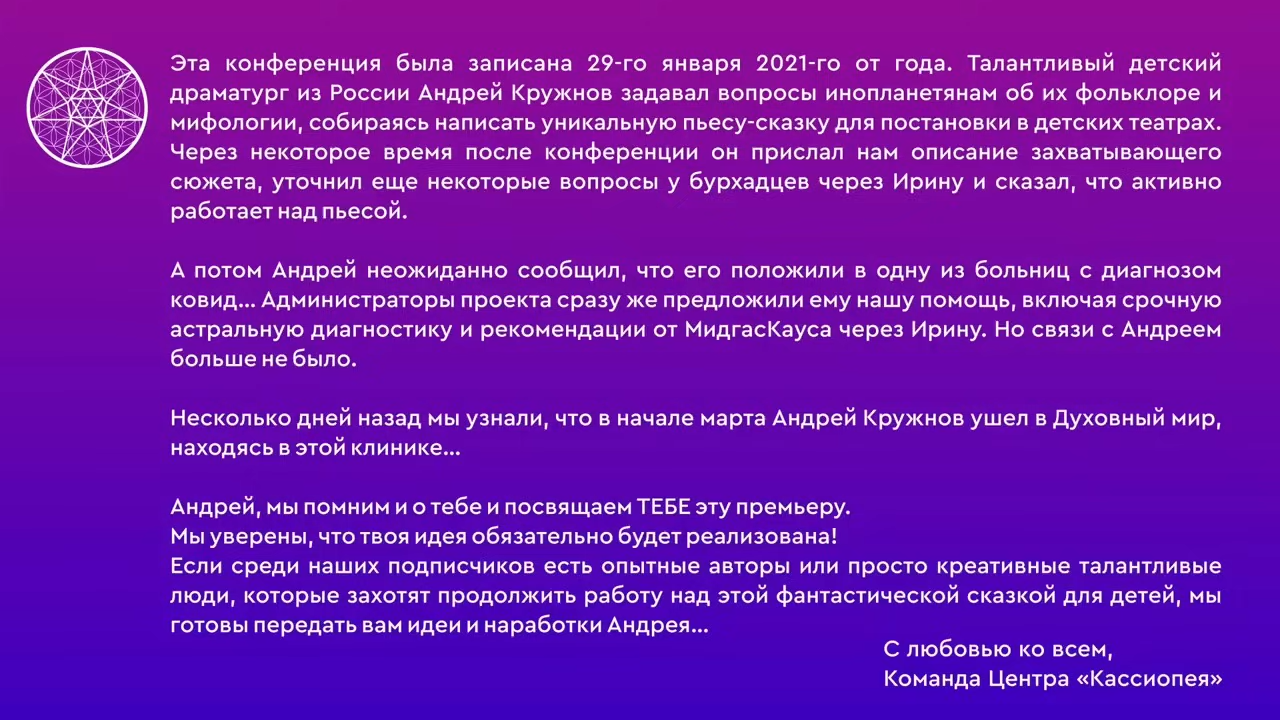 Эта конференция была записана 29-го января 2021-го от года. Талантливый детский
драматург из России Андрей Кружнов задавал вопросы инопланетянам об их фольклоре и
мифологии, собираясь написать уникальную пьесу-сказку для постановки в детских театрах.
Через некоторое время после конференции он прислал нам описание захватывающего
сюжета, уточнил еще некоторые вопросы у бурхадцев через Ирину и сказал, что активно
работает над пьесой.

А потом Андрей неожиданно сообщил, что его положили в одну из больниц с диагнозом
ковид... Администраторы проекта сразу же предложили ему нашу помощь, включая срочную
астральную диагностику и рекомендации от МидгасКауса через Ирину. Но связи с Андреем
больше не было.

Несколько дней назад мы узнали, что в начале марта Андрей Кружнов ушел в Духовный мир,
находясь в этой клинике...

Андрей, мы помним и о тебе и посвящаем ТЕБЕ эту премьеру.
Мы уверены, что твоя идея обязательно будет реализована!
Если среди наших подписчиков есть опытные авторы или просто креативные талантливые
люди, которые захотят продолжить работу над этой фантастической сказкой для детей, мы
готовы передать вам идеи и наработки Андрея...
С любовью ко всем,
Команда Центра «Кассиопея»